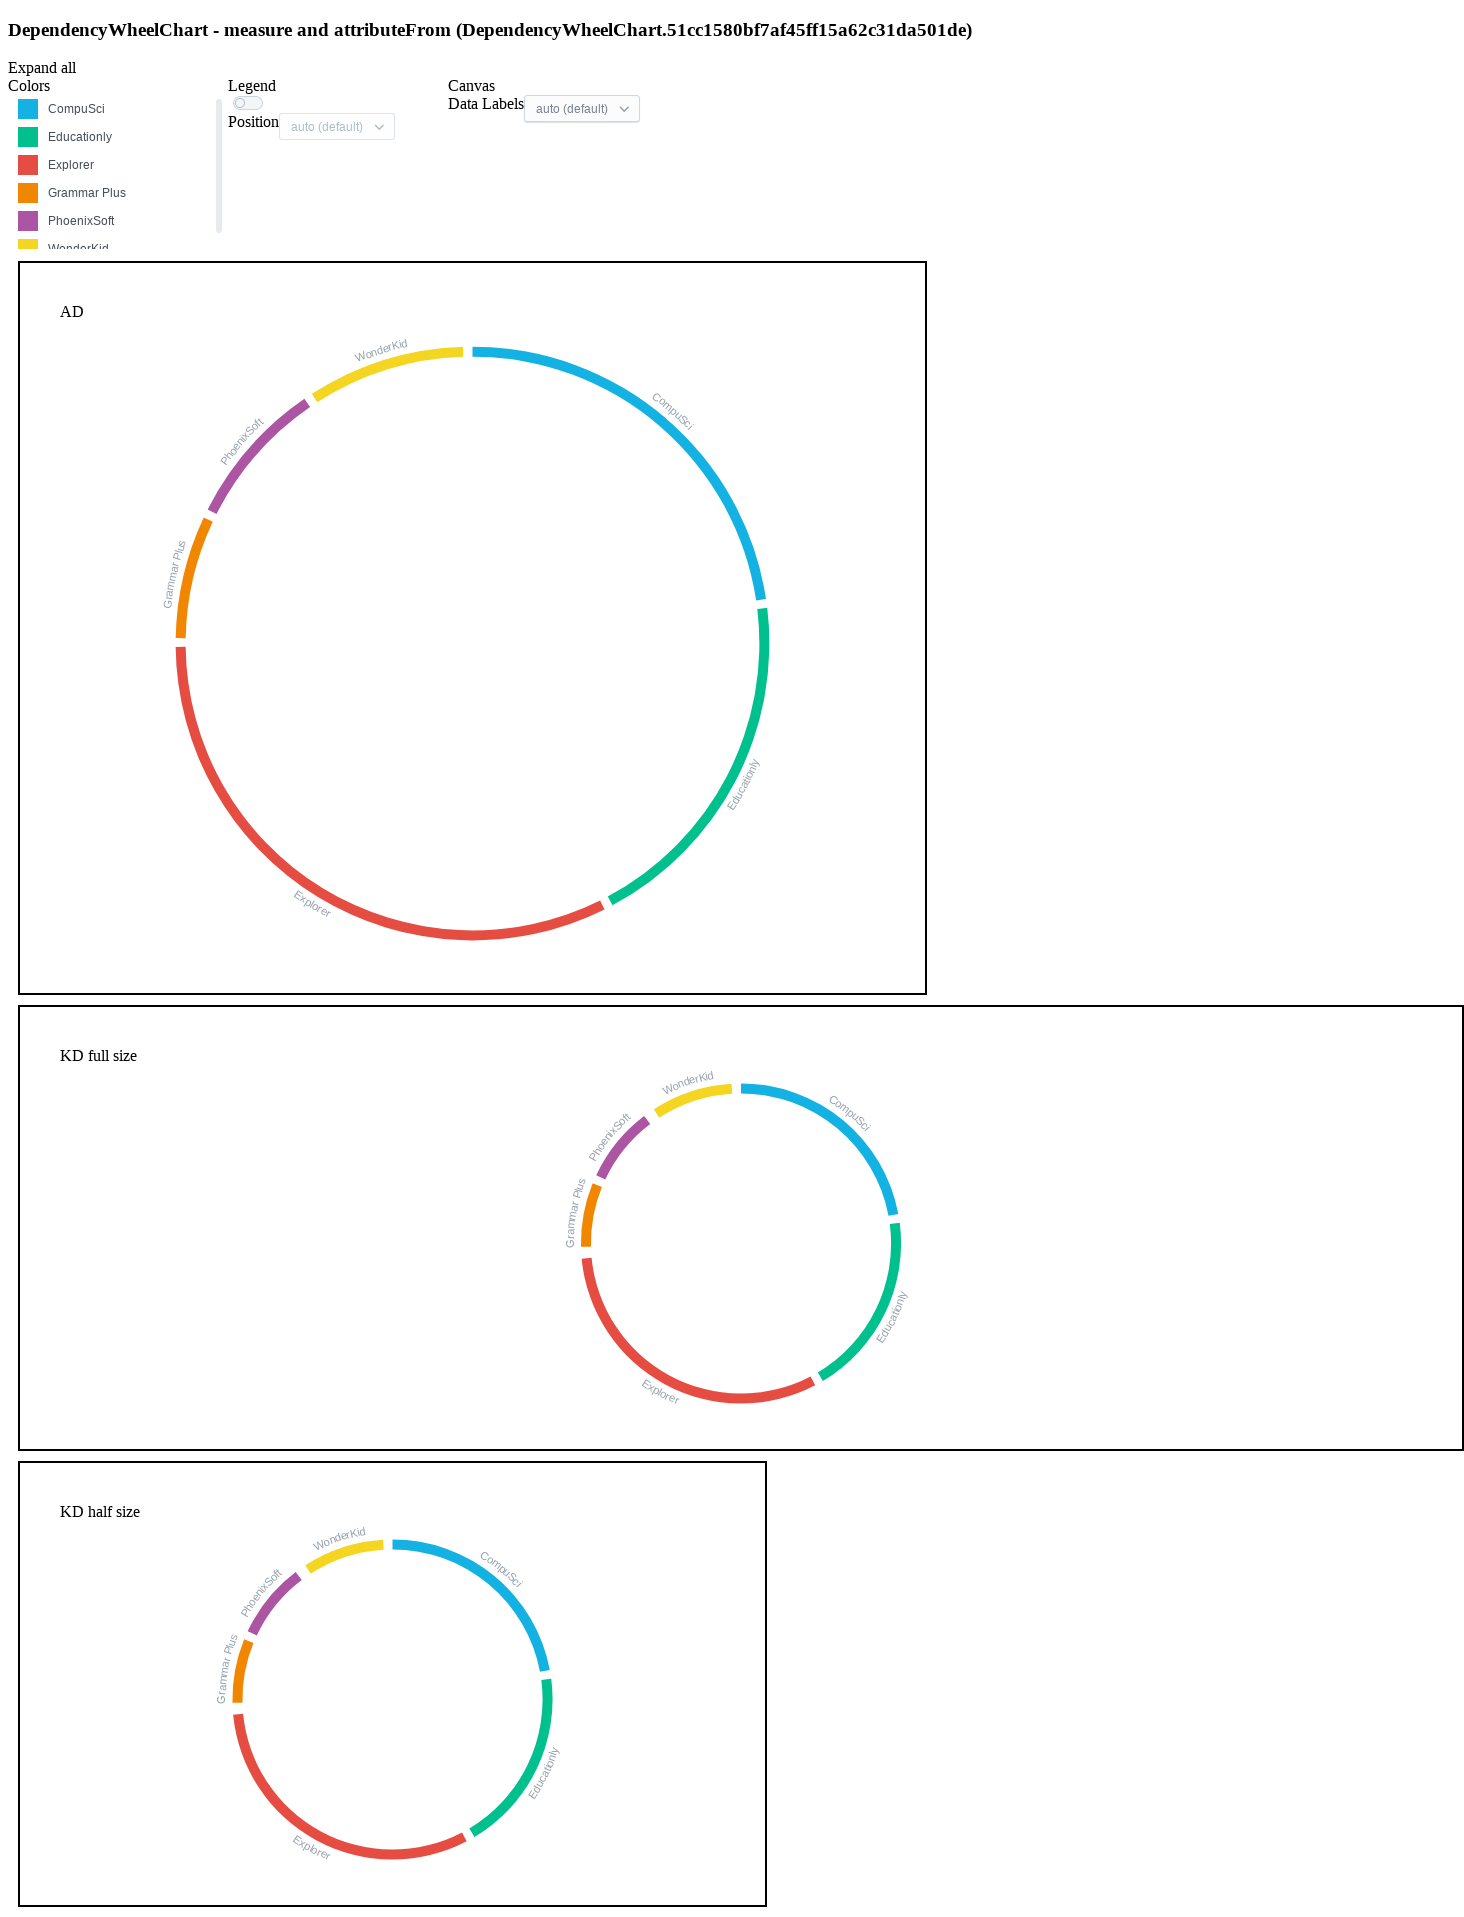 DependencyWheelChart - measure and attributeFrom (DependencyWheelChart.51cc1580bf7af45ff15a62c31da501de)
Expand all
Colors
CompuSci
Educationly
Explorer
Grammar Plus
PhoenixSoft
WonderKid
Legend
Position auto (default)
Canvas
Data Labels auto (default)
AD
WonderKid
CompuSci
PhoenixSoft
Grammar Plus
Educationly
Explorer
KD full size
WonderKid
CompuSci
PhoenixSoft
Grammar Plus
Educationly
Explorer
KD half size
WonderKid
CompuSci
PhoenixSoft
Grammar Plus
Educationly
Explorer